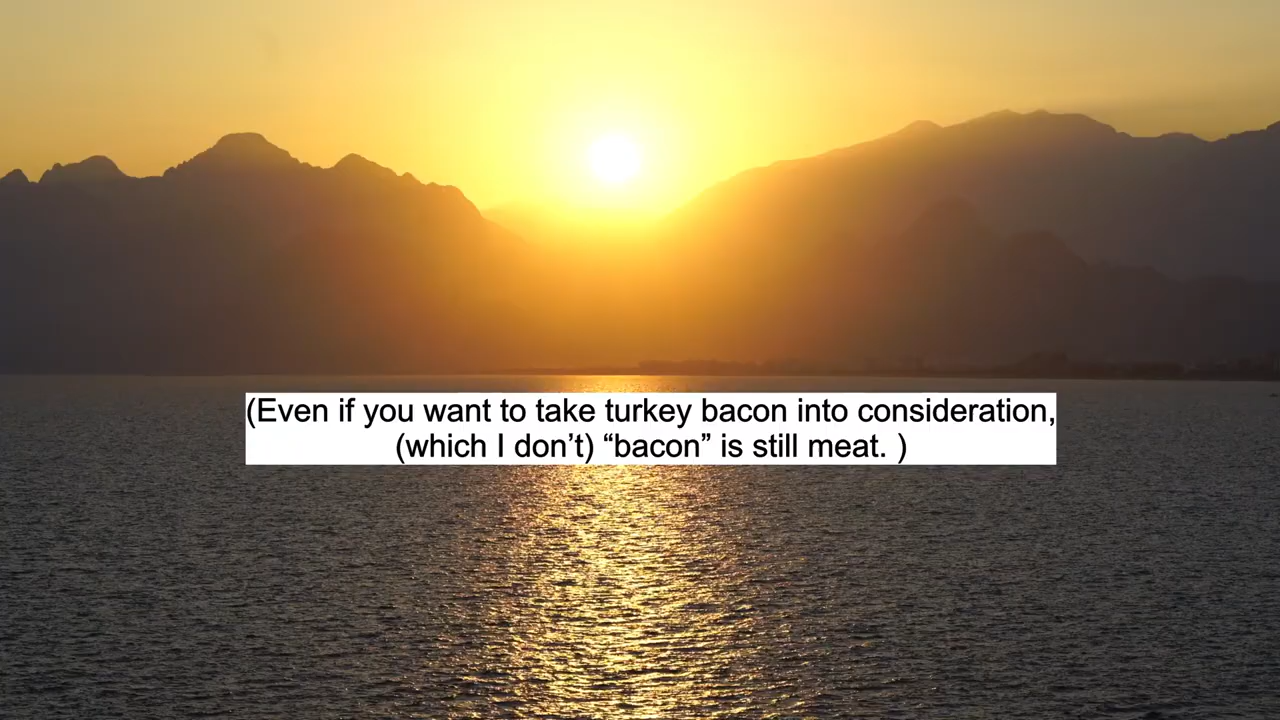 (Even if you want to take turkey bacon into consideration,
(which I don’t) “bacon” is still meat. )